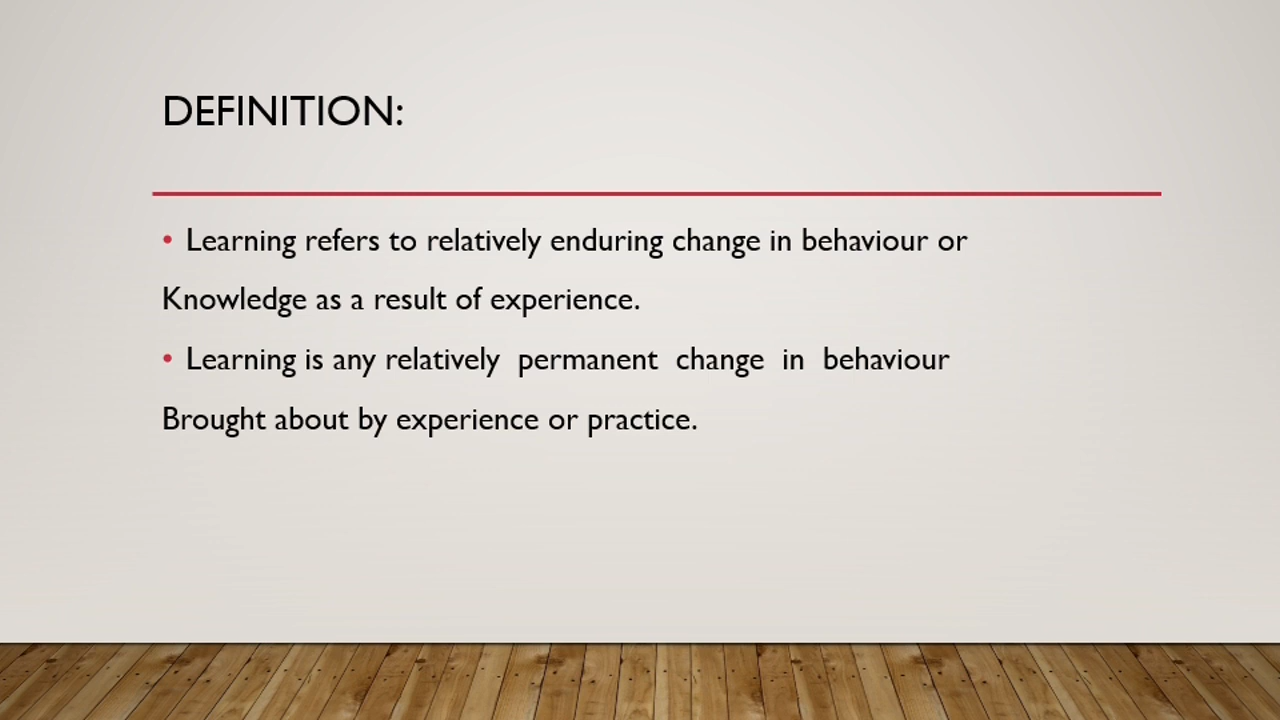 DEFINITION:
• Learning refers to relatively enduring change in behaviour or
Knowledge as a result of experience.
• Learning is any relatively  permanent  change  in  behaviour
Brought about by experience or practice.